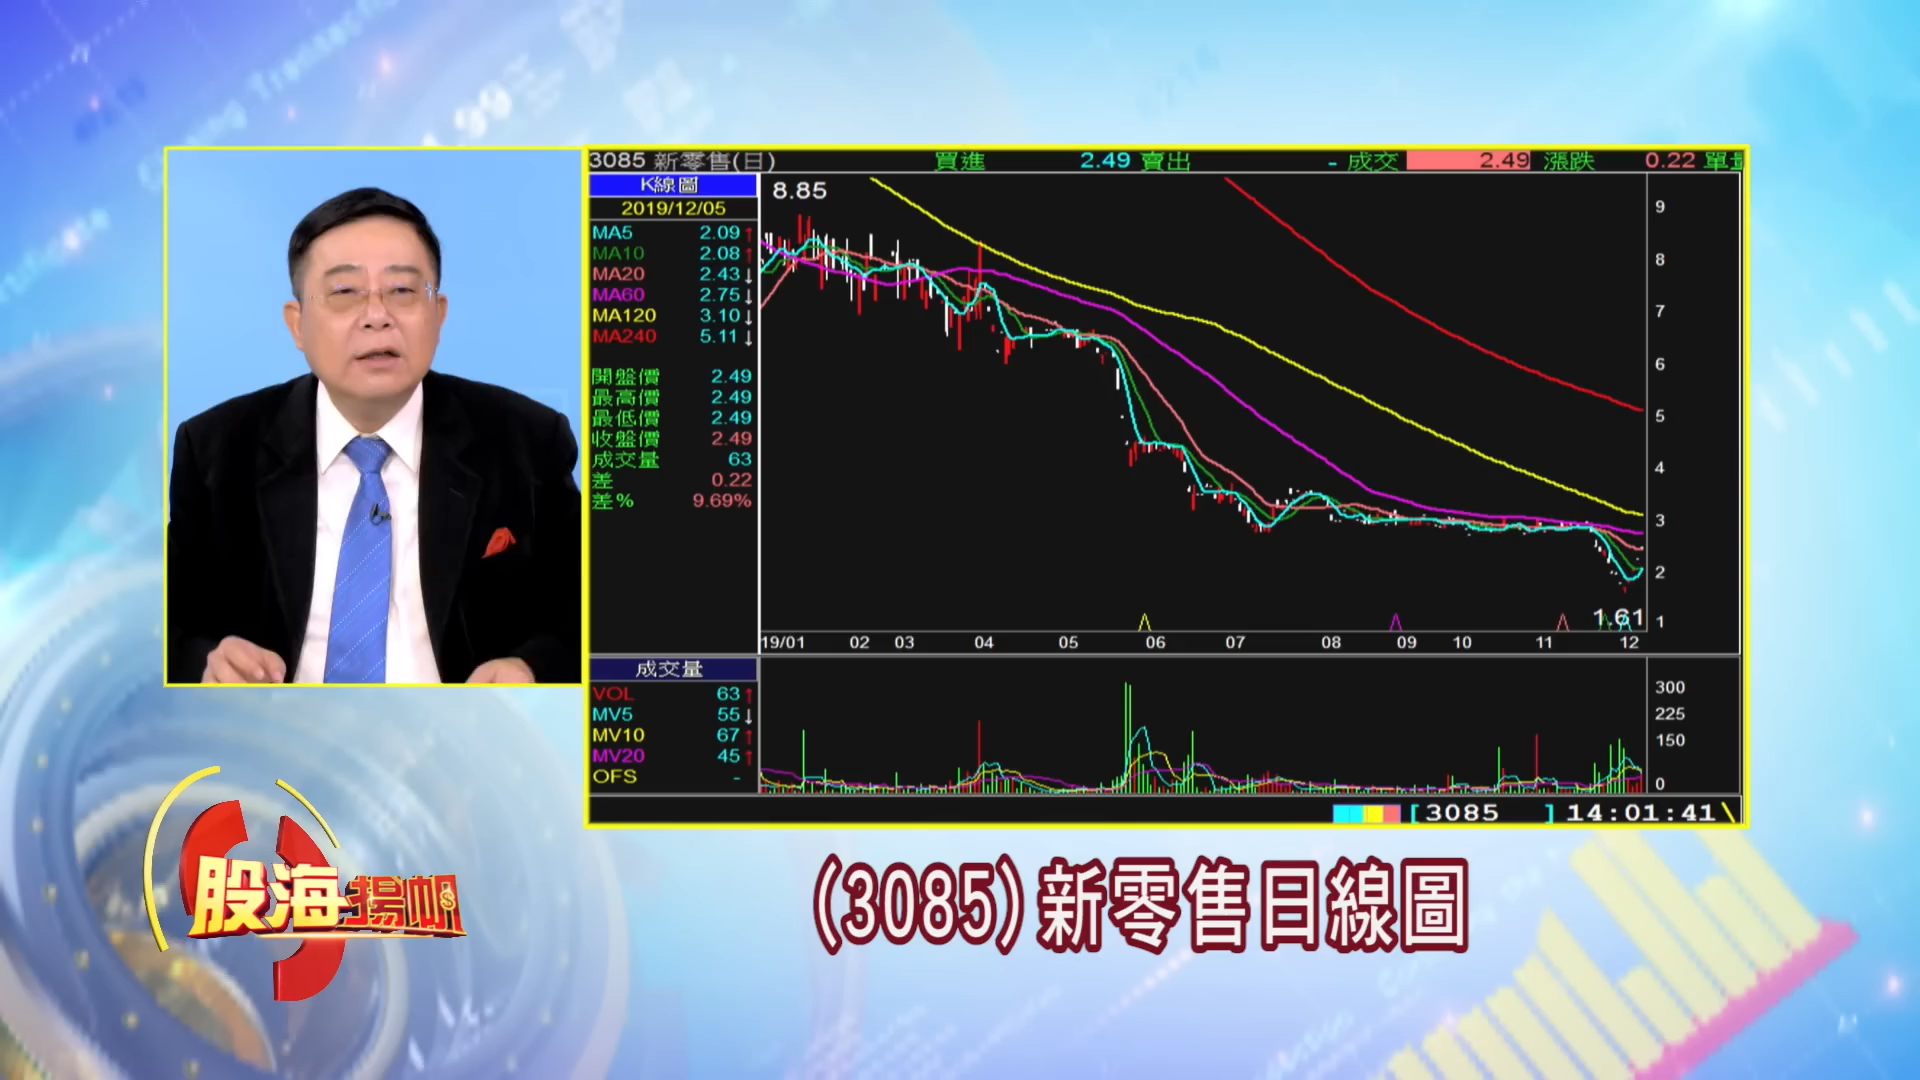 3085 新零售(日) 買進 2.49 賣出 - 成交 2.49 漲跌 0.22 單量
K線圖
2019/12/05
MA5 2.09↑
MA10 2.08↑
MA20 2.43↓
MA60 2.75↓
MA120 3.10↓
MA240 5.11↓
開盤價 2.49
最高價 2.49
最低價 2.49
收盤價 2.49
成交量 63
差 0.22
差% 9.69%
8.85
9
8
7
6
5
4
3
2
1
1.61
19/01 02 03 04 05 06 07 08 09 10 11 12
成交量
VOL 63↑
MV5 55↓
MV10 67↑
MV20 45↑
OFS -
300
225
150
0
[3085 ] 14:01:41\
股海揚帆
(3085)新零售日線圖